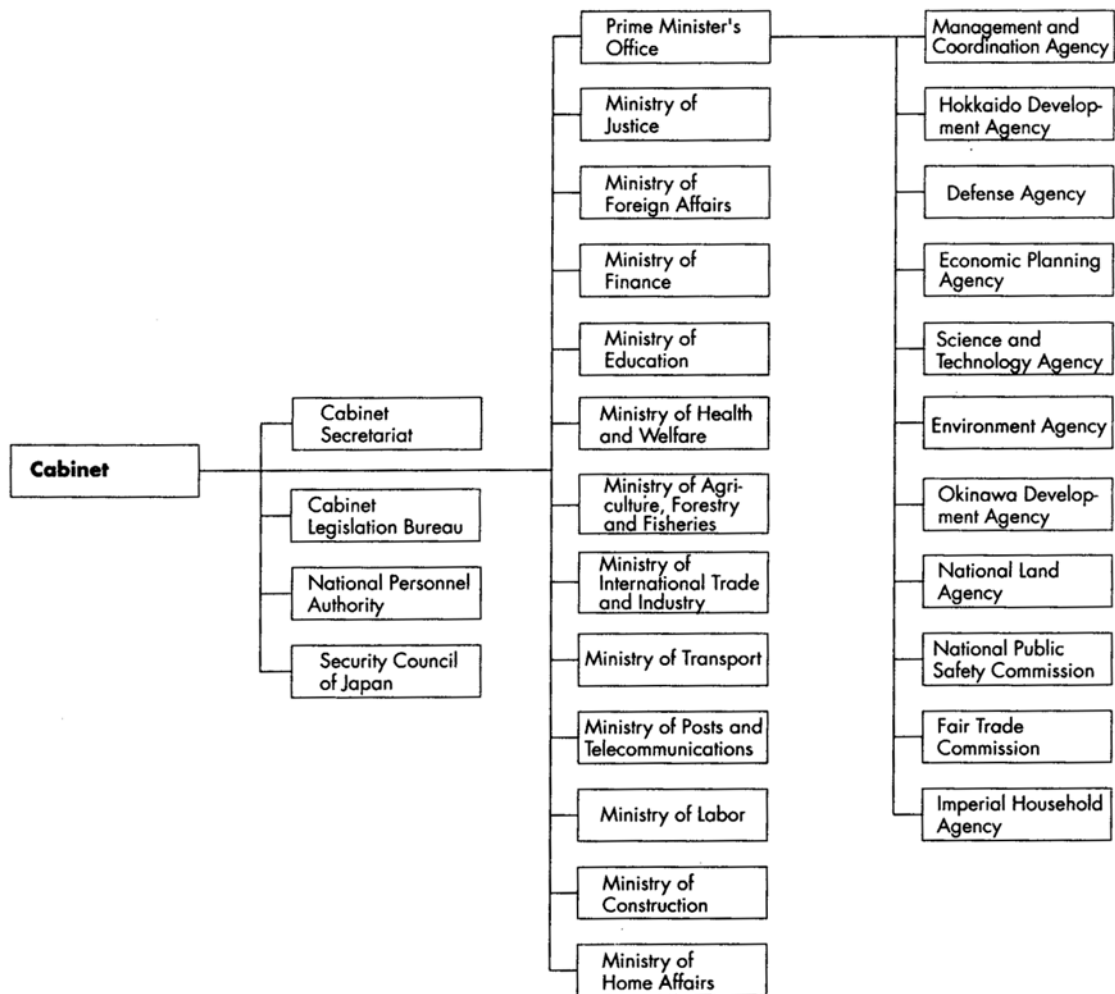 Cabinet
Cabinet
Secretariat
Cabinet
Legislation Bureau
National Personnel
Authority
Security Council
of Japan
Prime Minister's
Office
Ministry of
Justice
Ministry of
Foreign Affairs
Ministry of
Finance
Ministry of
Education
Ministry of Health
and Welfare
Ministry of Agri-
culture, Forestry
and Fisheries
Ministry of
International Trade
and Industry
Ministry of Transport
Ministry of Posts and
Telecommunications
Ministry of Labor
Ministry of
Construction
Ministry of
Home Affairs
Management and
Coordination Agency
Hokkaido Develop-
ment Agency
Defense Agency
Economic Planning
Agency
Science and
Technology Agency
Environment Agency
Okinawa Develop-
ment Agency
National Land
Agency
National Public
Safety Commission
Fair Trade
Commission
Imperial Household
Agency